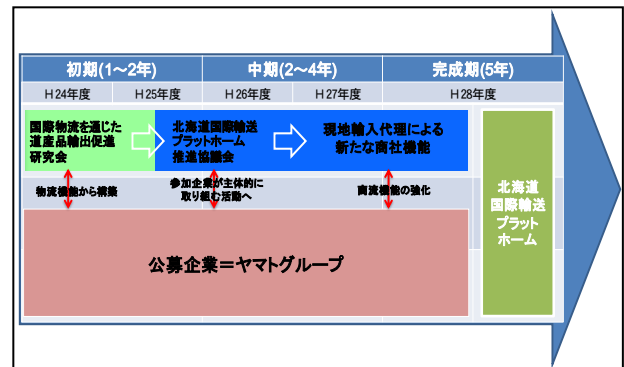 初期(1～2年) 中期(2～4年) 完成期(5年)
H24年度 H25年度 H26年度 H27年度 H28年度
国際物流を通じた
道産品輸出促進
研究会
北海道国際輸送
プラットホーム
推進協議会
現地輸入代理による
新たな商社機能
物流機能から構築
参加企業が主体的に
取り組む活動へ
商流機能の強化
公募企業＝ヤマトグループ
北海道
国際輸送
プラット
ホーム